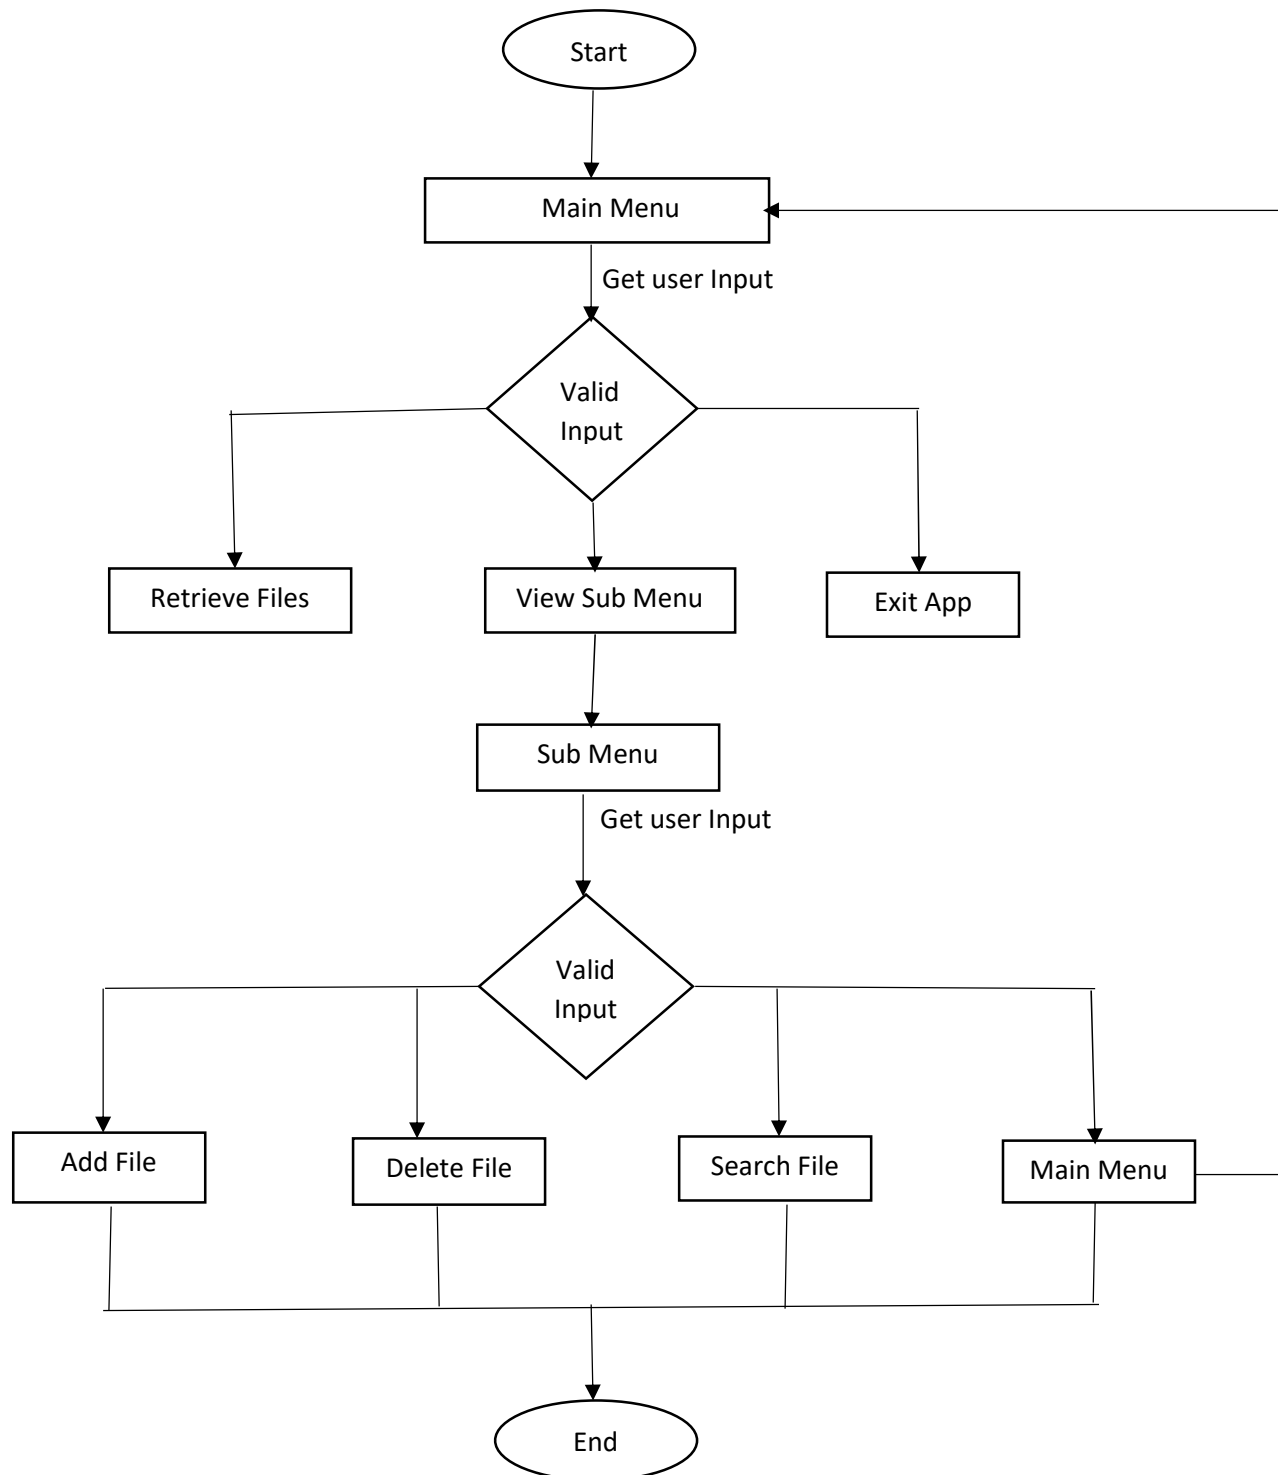 Start
Main Menu
Get user Input
Valid
Input
Retrieve Files
View Sub Menu
Exit App
Sub Menu
Get user Input
Valid
Input
Add File
Delete File
Search File
Main Menu
End